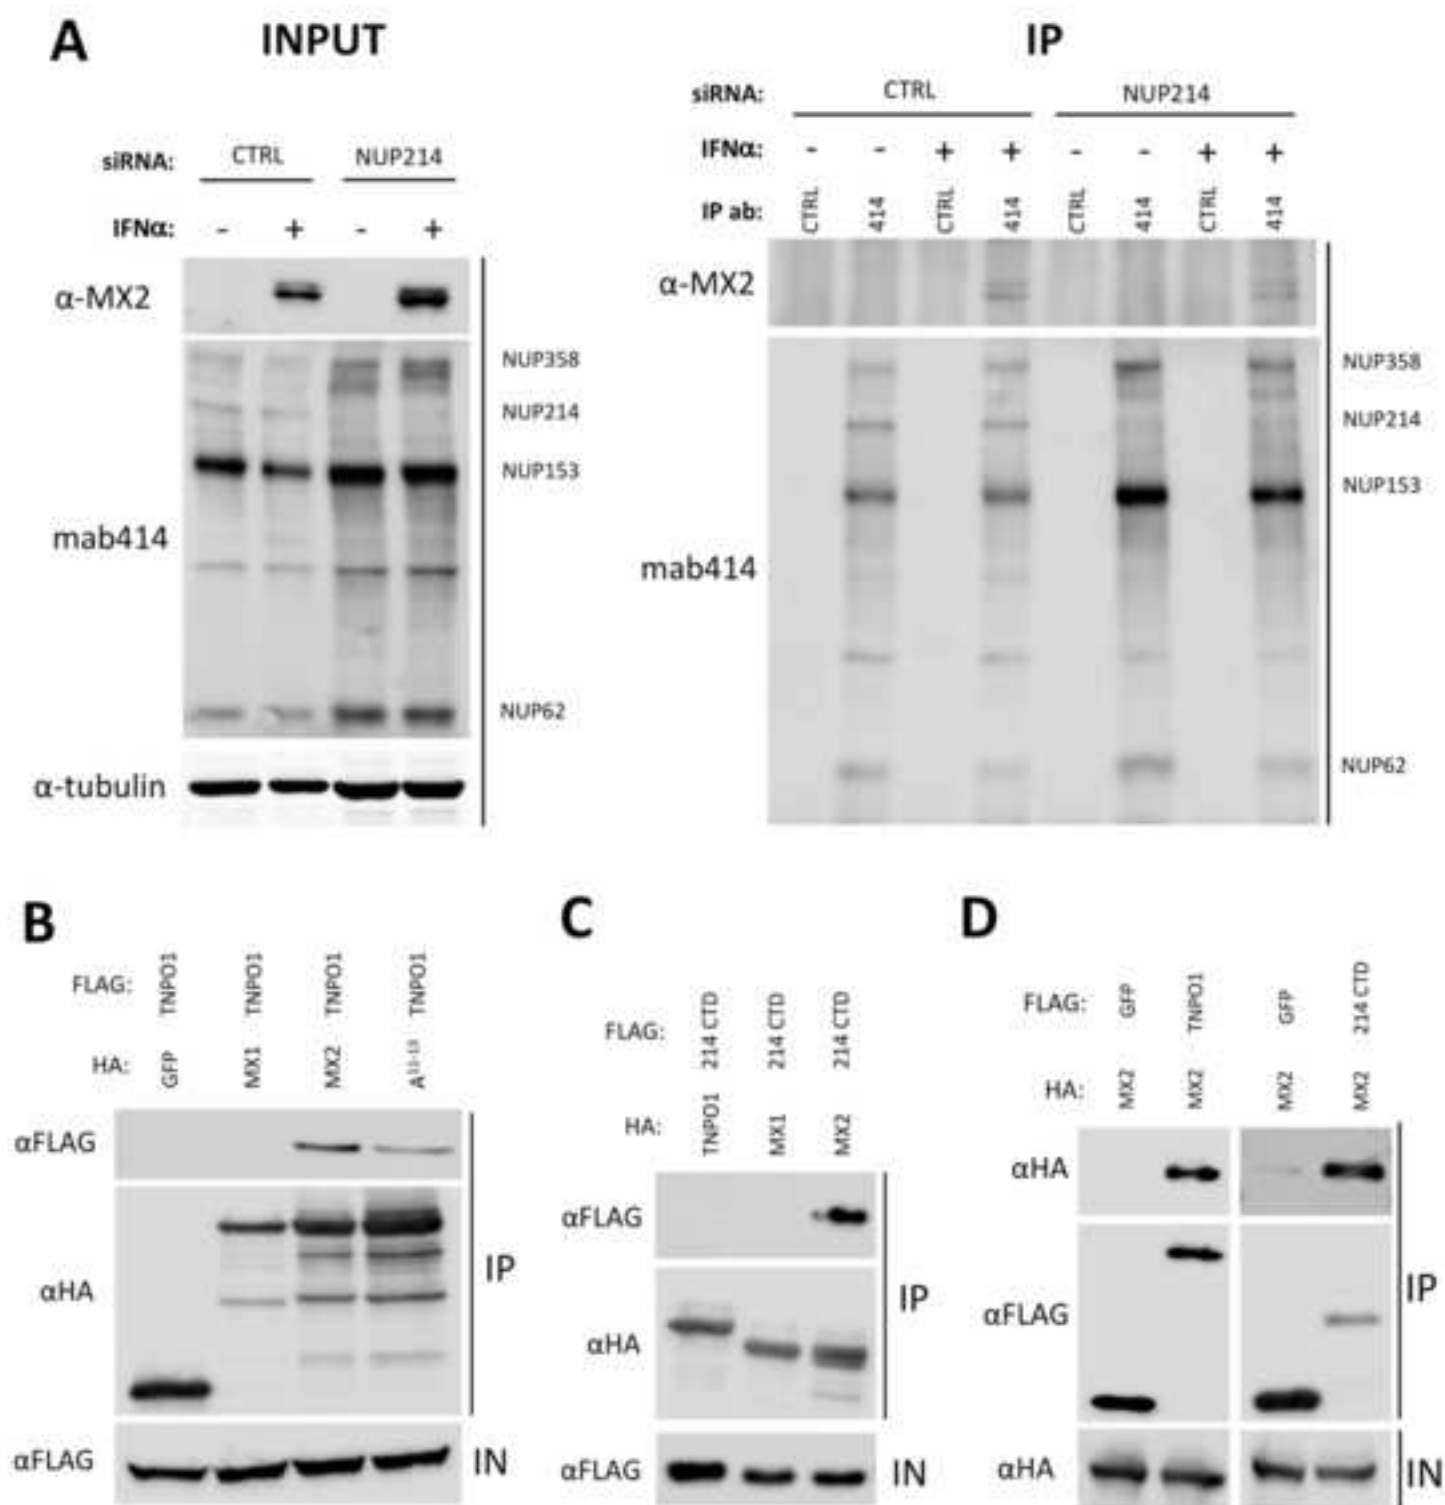 A
INPUT
siRNA: CTRL NUP214
IFNα: - + - +
α-MX2
NUP358
NUP214
NUP153
mab414
NUP62
α-tubulin
IP
siRNA: CTRL NUP214
IFNα: - - + + - - + +
IP ab: CTRL 414 CTRL 414 CTRL 414 CTRL 414
α-MX2
NUP358
NUP214
NUP153
mab414
NUP62
B
FLAG: TNPO1 TNPO1 TNPO1 TNPO1
HA: GFP MX1 MX2 A¹¹⁻¹³
αFLAG
αHA
IP
αFLAG
IN
C
FLAG: 214 CTD 214 CTD 214 CTD
HA: TNPO1 MX1 MX2
αFLAG
αHA
IP
αFLAG
IN
D
FLAG: GFP TNPO1 GFP 214 CTD
HA: MX2 MX2 MX2 MX2
αHA
αFLAG
IP
αHA
IN